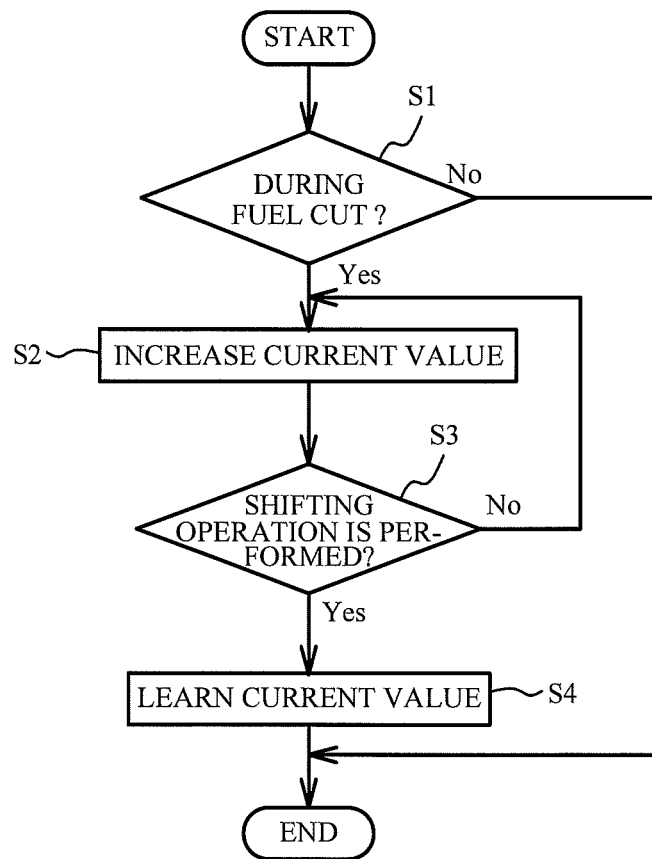 START
S1
DURING
FUEL CUT ?
No
Yes
S2
INCREASE CURRENT VALUE
S3
SHIFTING
OPERATION IS PER-
FORMED?
No
Yes
LEARN CURRENT VALUE
S4
END